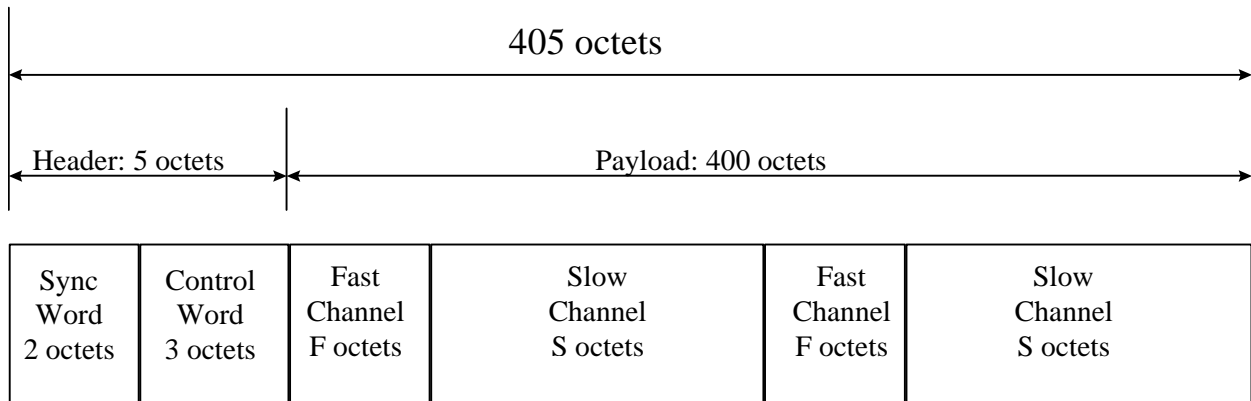 405 octets
Header: 5 octets
Payload: 400 octets
Sync
Word
2 octets
Control
Word
3 octets
Fast
Channel
F octets
Slow
Channel
S octets
Fast
Channel
F octets
Slow
Channel
S octets